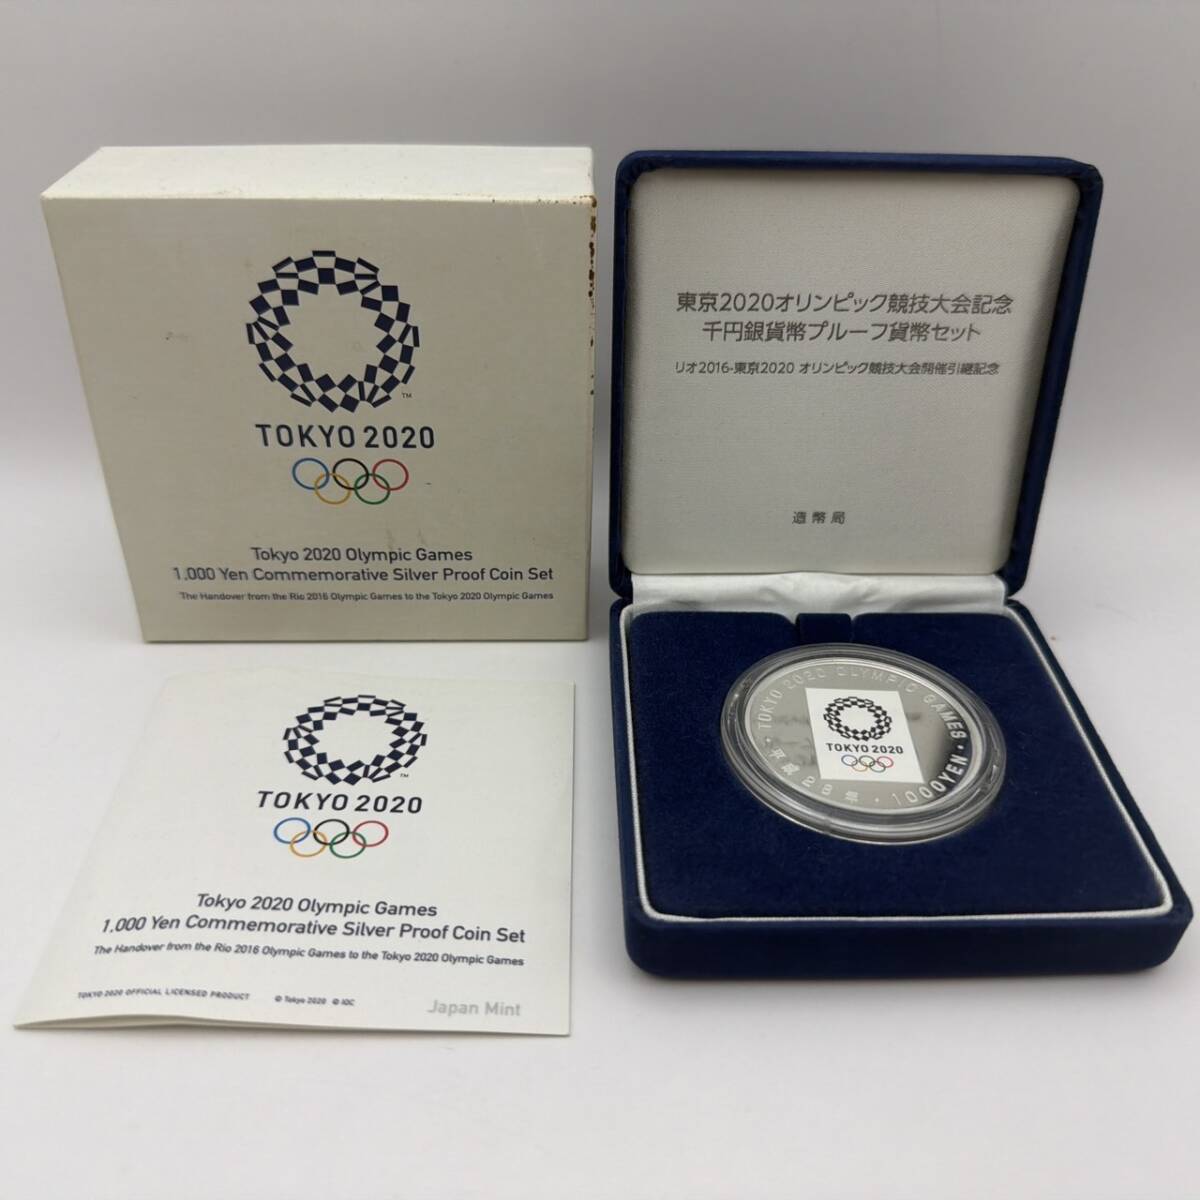 TM
TOKYO 2020
Tokyo 2020 Olympic Games
1,000 Yen Commemorative Silver Proof Coin Set
The Handover from the Rio 2016 Olympic Games to the Tokyo 2020 Olympic Games
東京2020オリンピック競技大会記念
千円銀貨幣プルーフ貨幣セット
リオ2016-東京2020 オリンピック競技大会開催引継記念
造幣局
TOKYO 2020 OLYMPIC GAMES
TOKYO 2020
平成28年・1000YEN
TM
TOKYO 2020
Tokyo 2020 Olympic Games
1,000 Yen Commemorative Silver Proof Coin Set
The Handover from the Rio 2016 Olympic Games to the Tokyo 2020 Olympic Games
TOKYO 2020 OFFICIAL LICENSED PRODUCT © Tokyo 2020 © IOC
Japan Mint